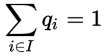 ∑_{i∈I} q_i = 1